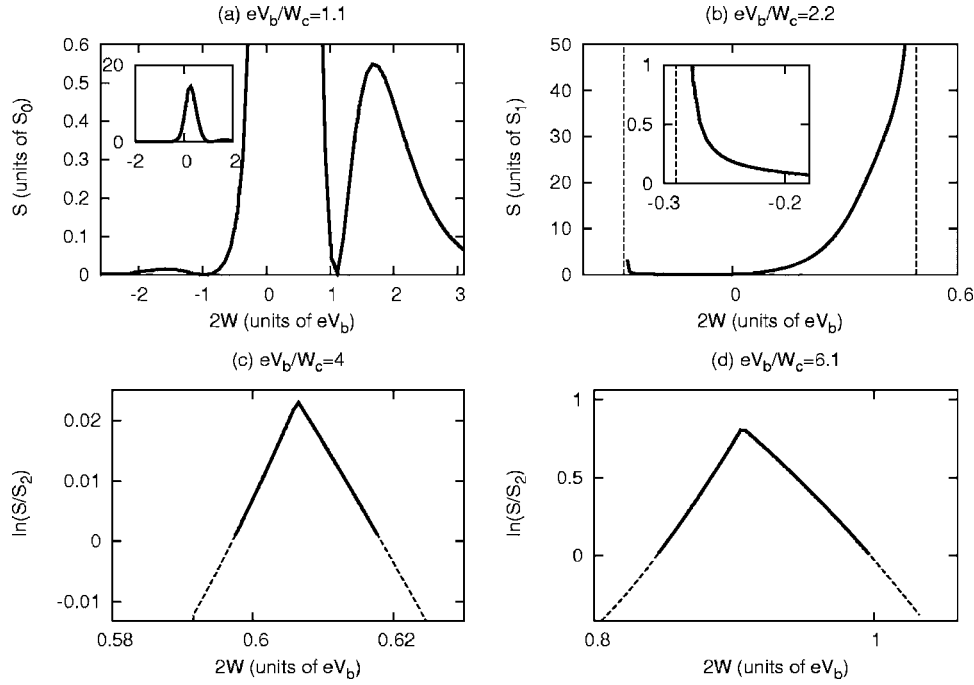 (a) eV_b/W_c=1.1
(b) eV_b/W_c=2.2
S (units of S_0)
0.6
0.5
0.4
0.3
0.2
0.1
0
20
0
-2 0 2
-2 -1 0 1 2 3
2W (units of eV_b)
S (units of S_1)
50
40
30
20
10
0
1
0.5
0
-0.3 -0.2
0 0.6
2W (units of eV_b)
(c) eV_b/W_c=4
(d) eV_b/W_c=6.1
ln(S/S_2)
0.02
0.01
0
-0.01
0.58 0.6 0.62
2W (units of eV_b)
ln(S/S_2)
1
0.5
0
0.8 1
2W (units of eV_b)